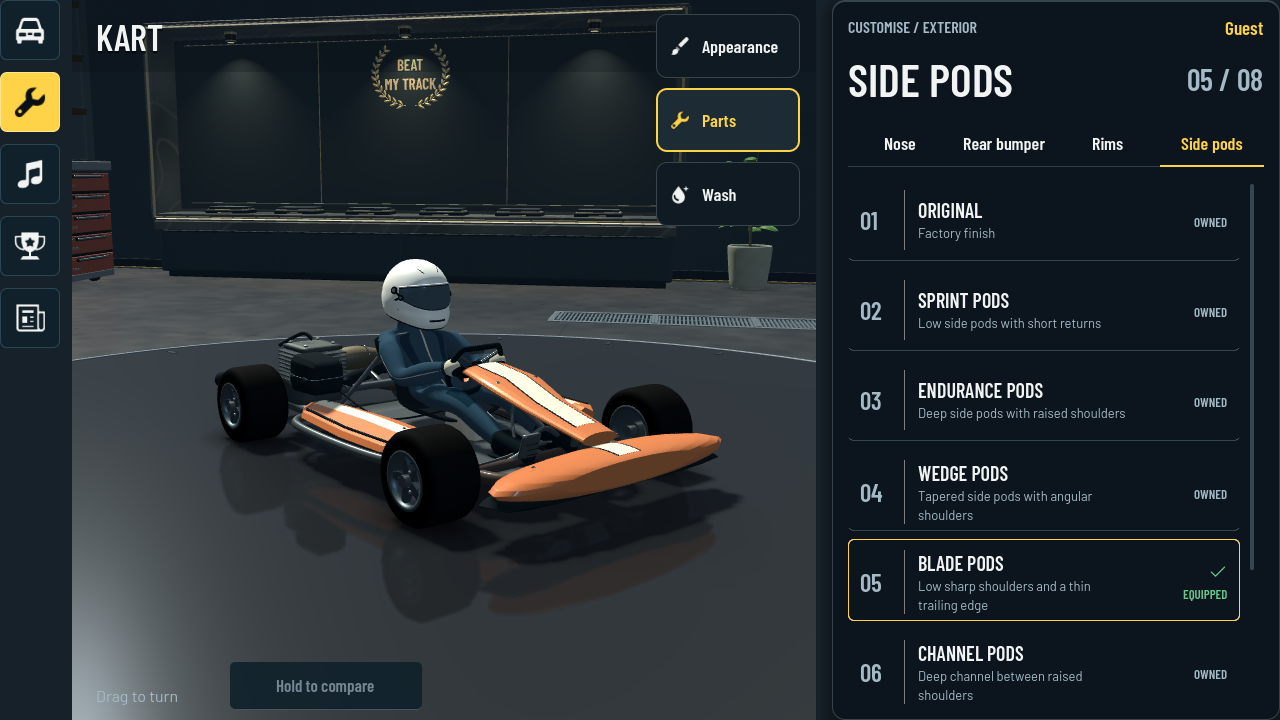 KART
BEAT
MY TRACK
Appearance
Parts
Wash
Drag to turn
Hold to compare
CUSTOMISE / EXTERIOR
Guest
SIDE PODS
05 / 08
Nose
Rear bumper
Rims
Side pods
01
ORIGINAL
Factory finish
OWNED
02
SPRINT PODS
Low side pods with short returns
OWNED
03
ENDURANCE PODS
Deep side pods with raised shoulders
OWNED
04
WEDGE PODS
Tapered side pods with angular
shoulders
OWNED
05
BLADE PODS
Low sharp shoulders and a thin
trailing edge
EQUIPPED
06
CHANNEL PODS
Deep channel between raised
shoulders
OWNED